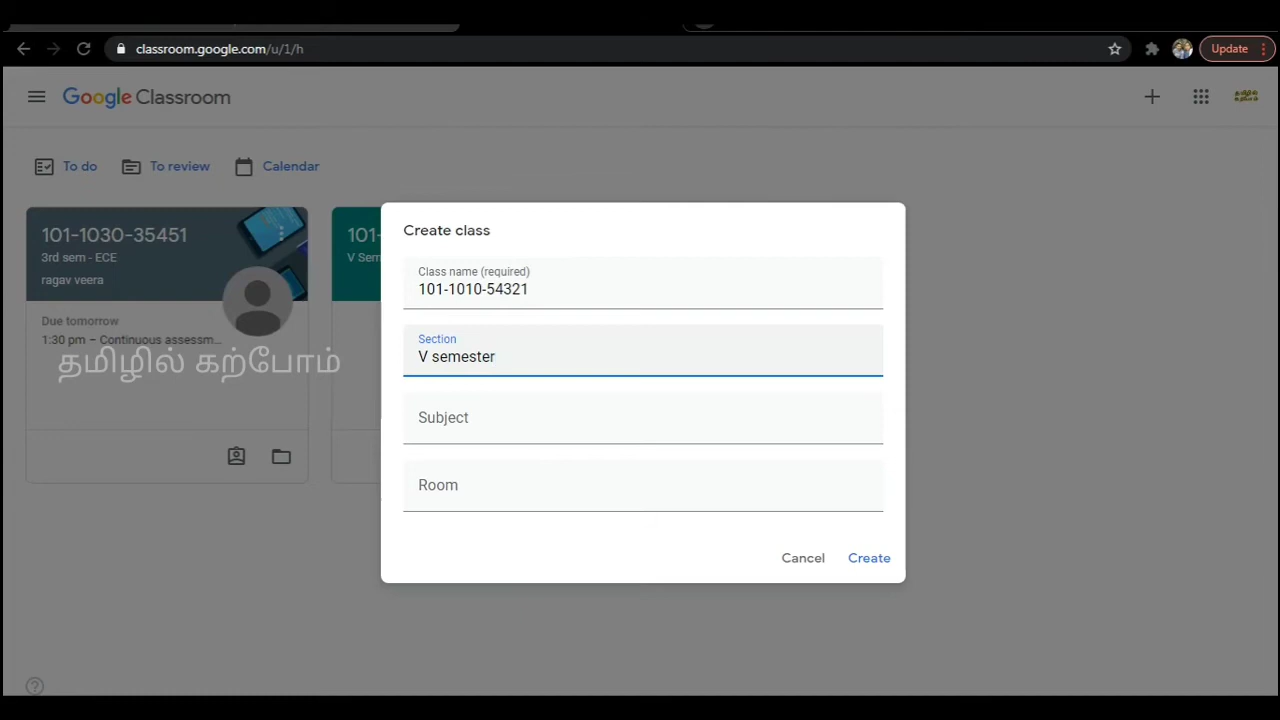 classroom.google.com/u/1/h
Update
Google Classroom
To do
To review
Calendar
101-1030-35451
3rd sem - ECE
ragav veera
Due tomorrow
1:30 pm – Continuous assessm...
தமிழில் கற்போம்
101-
V Sem
Create class
Class name (required)
101-1010-54321
Section
V semester
Subject
Room
Cancel
Create